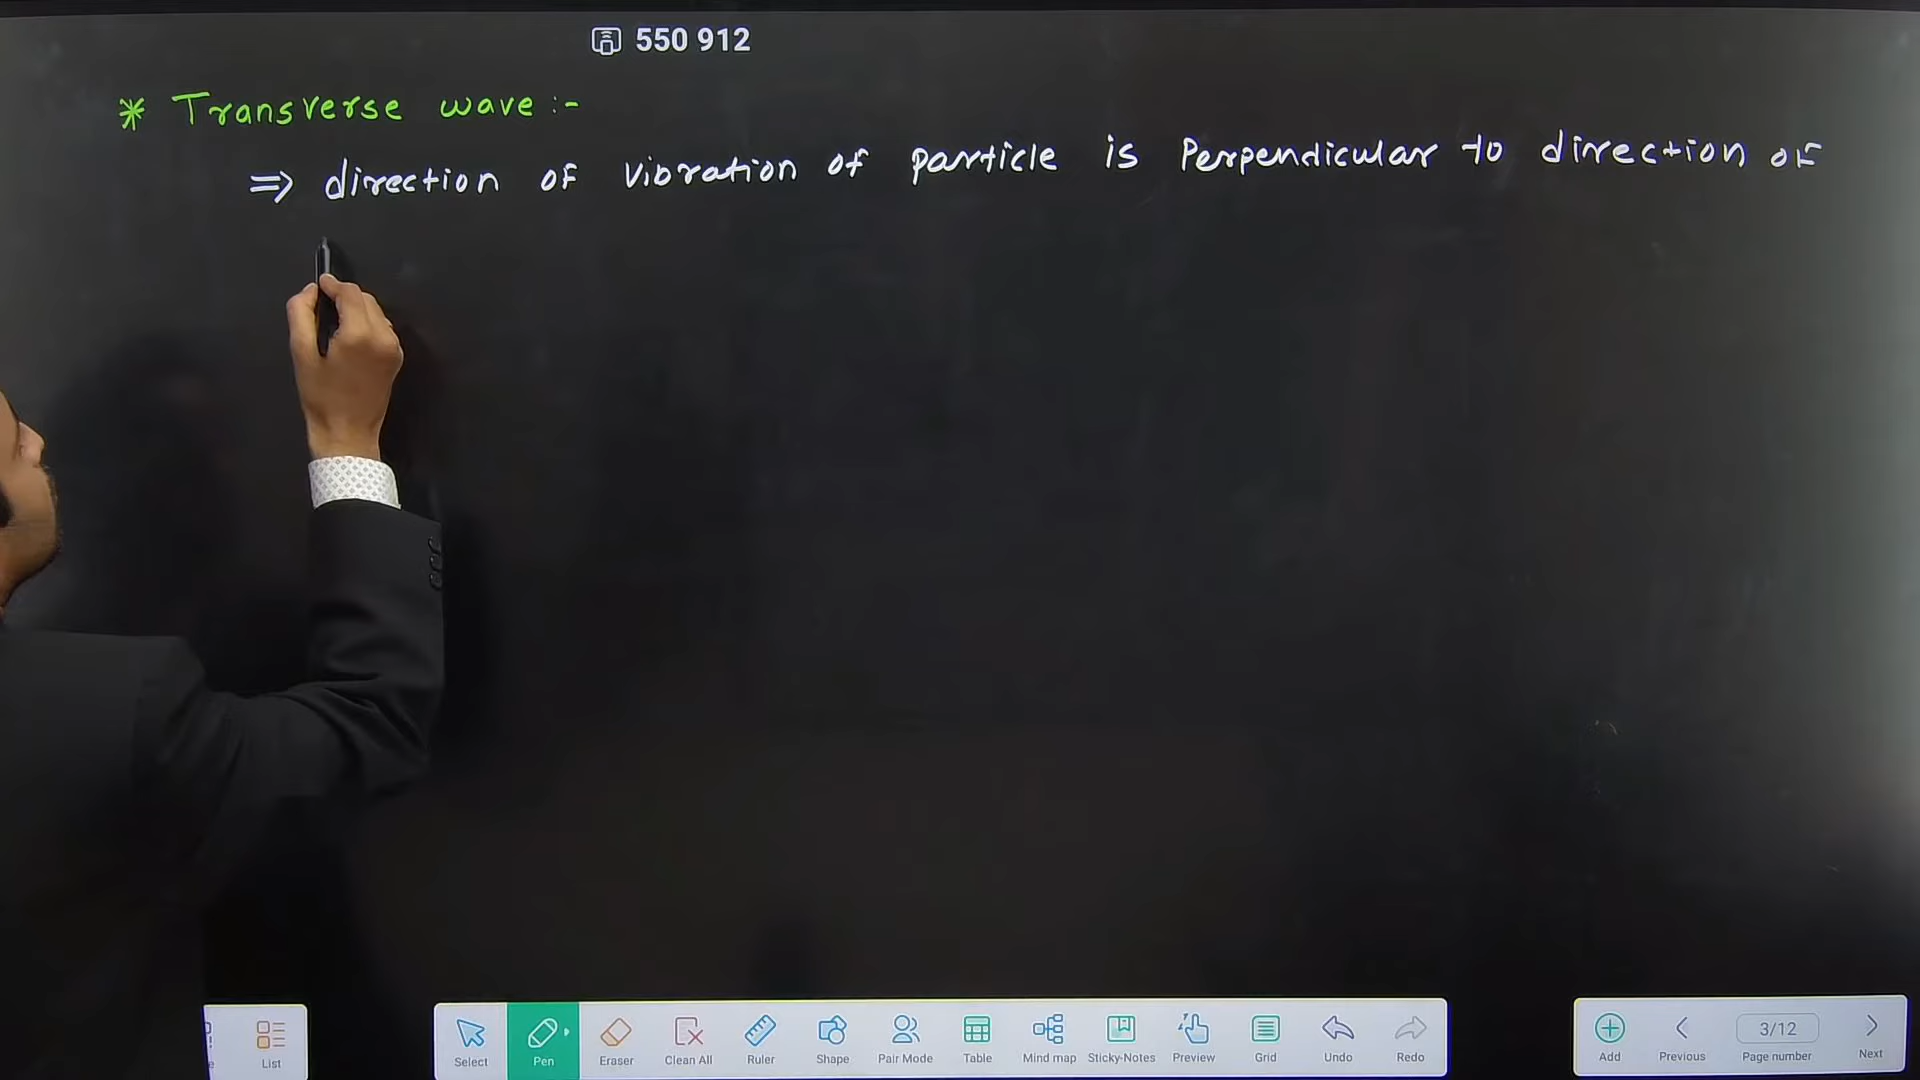 550 912
* Transverse wave :-
⇒ direction of vibration of particle is Perpendicular to direction of
List
Select
Pen
Eraser
Clean All
Ruler
Shape
Pair Mode
Table
Mind map
Sticky-Notes
Preview
Grid
Undo
Redo
Add
Previous
3/12
Page number
Next